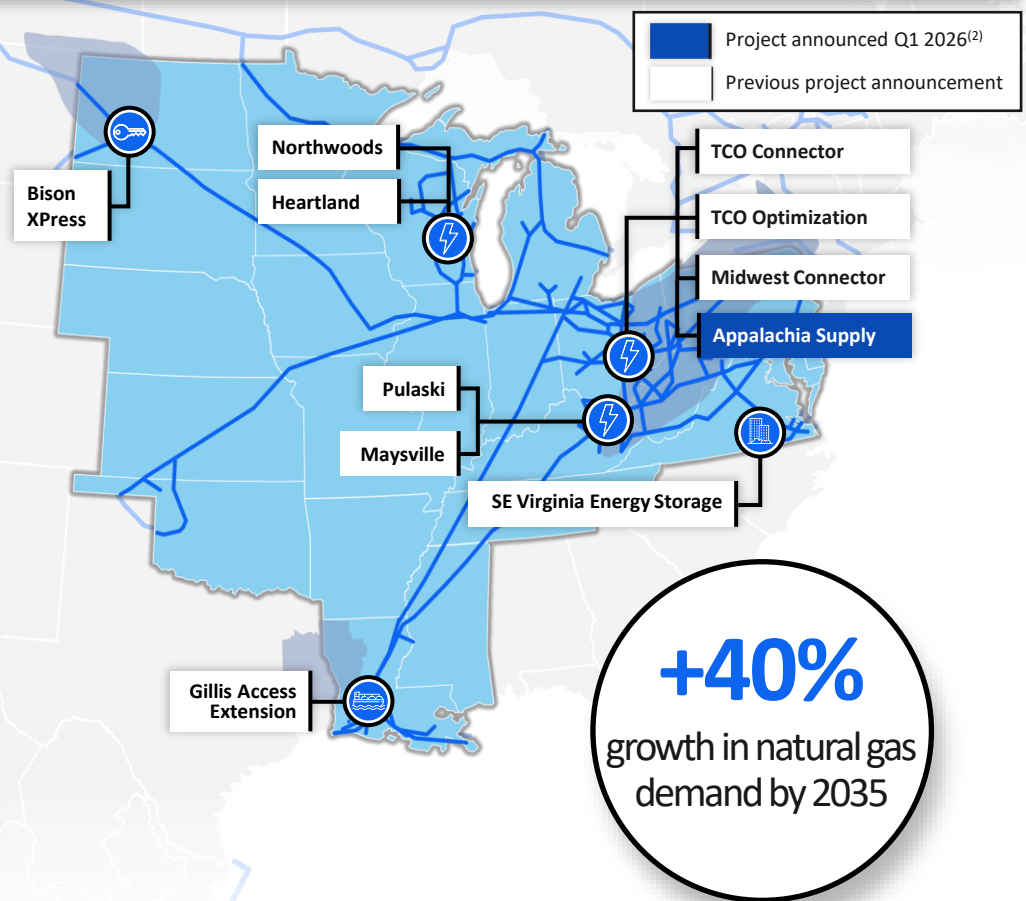 Project announced Q1 2026(2)
Previous project announcement
Northwoods
Heartland
Bison
XPress
TCO Connector
TCO Optimization
Midwest Connector
Appalachia Supply
Pulaski
Maysville
SE Virginia Energy Storage
Gillis Access
Extension
+40%
growth in natural gas
demand by 2035